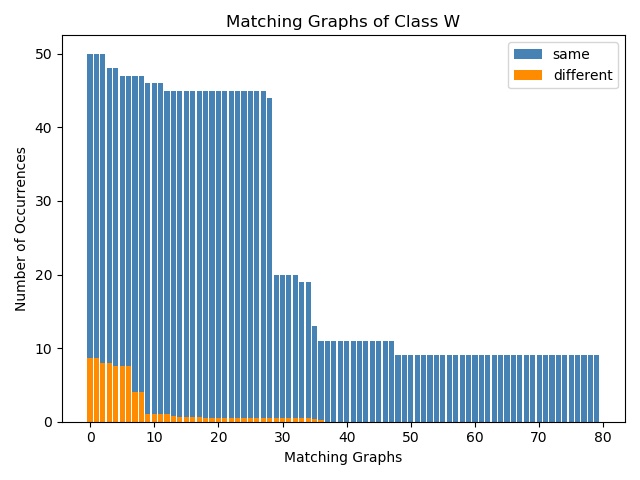 Matching Graphs of Class W
same
different
Number of Occurrences
50
40
30
20
10
0
0 10 20 30 40 50 60 70 80
Matching Graphs